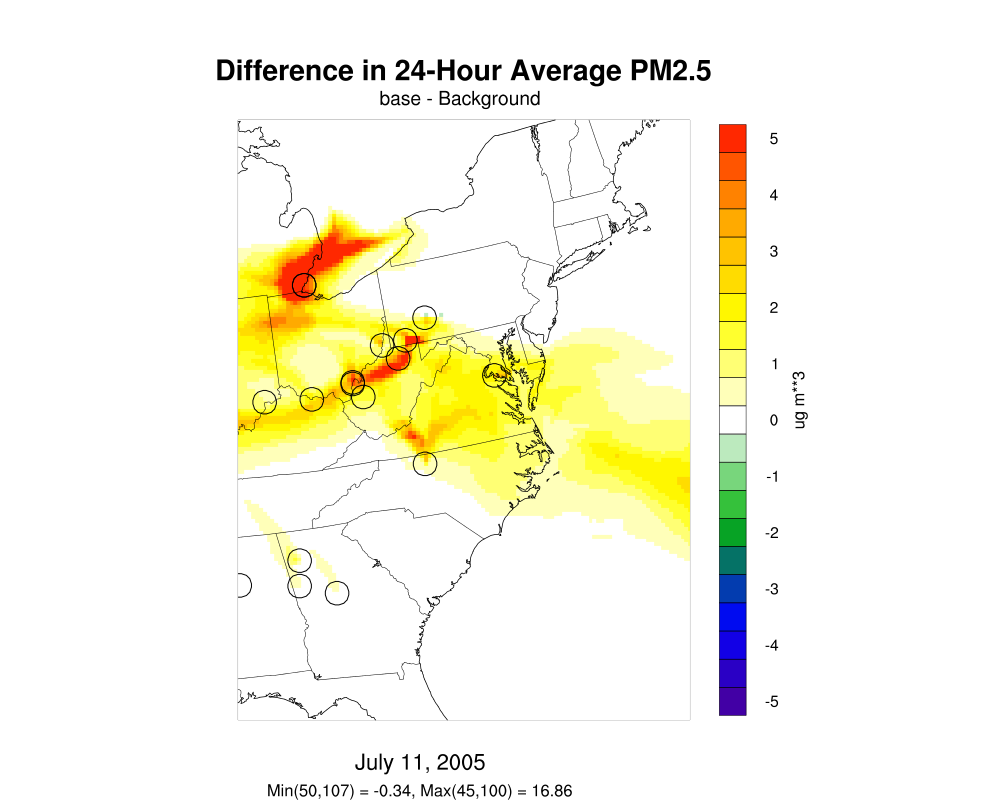 Difference in 24-Hour Average PM2.5
base - Background
5
4
3
2
1
0
-1
-2
-3
-4
-5
ug m**3
July 11, 2005
Min(50,107) = -0.34, Max(45,100) = 16.86